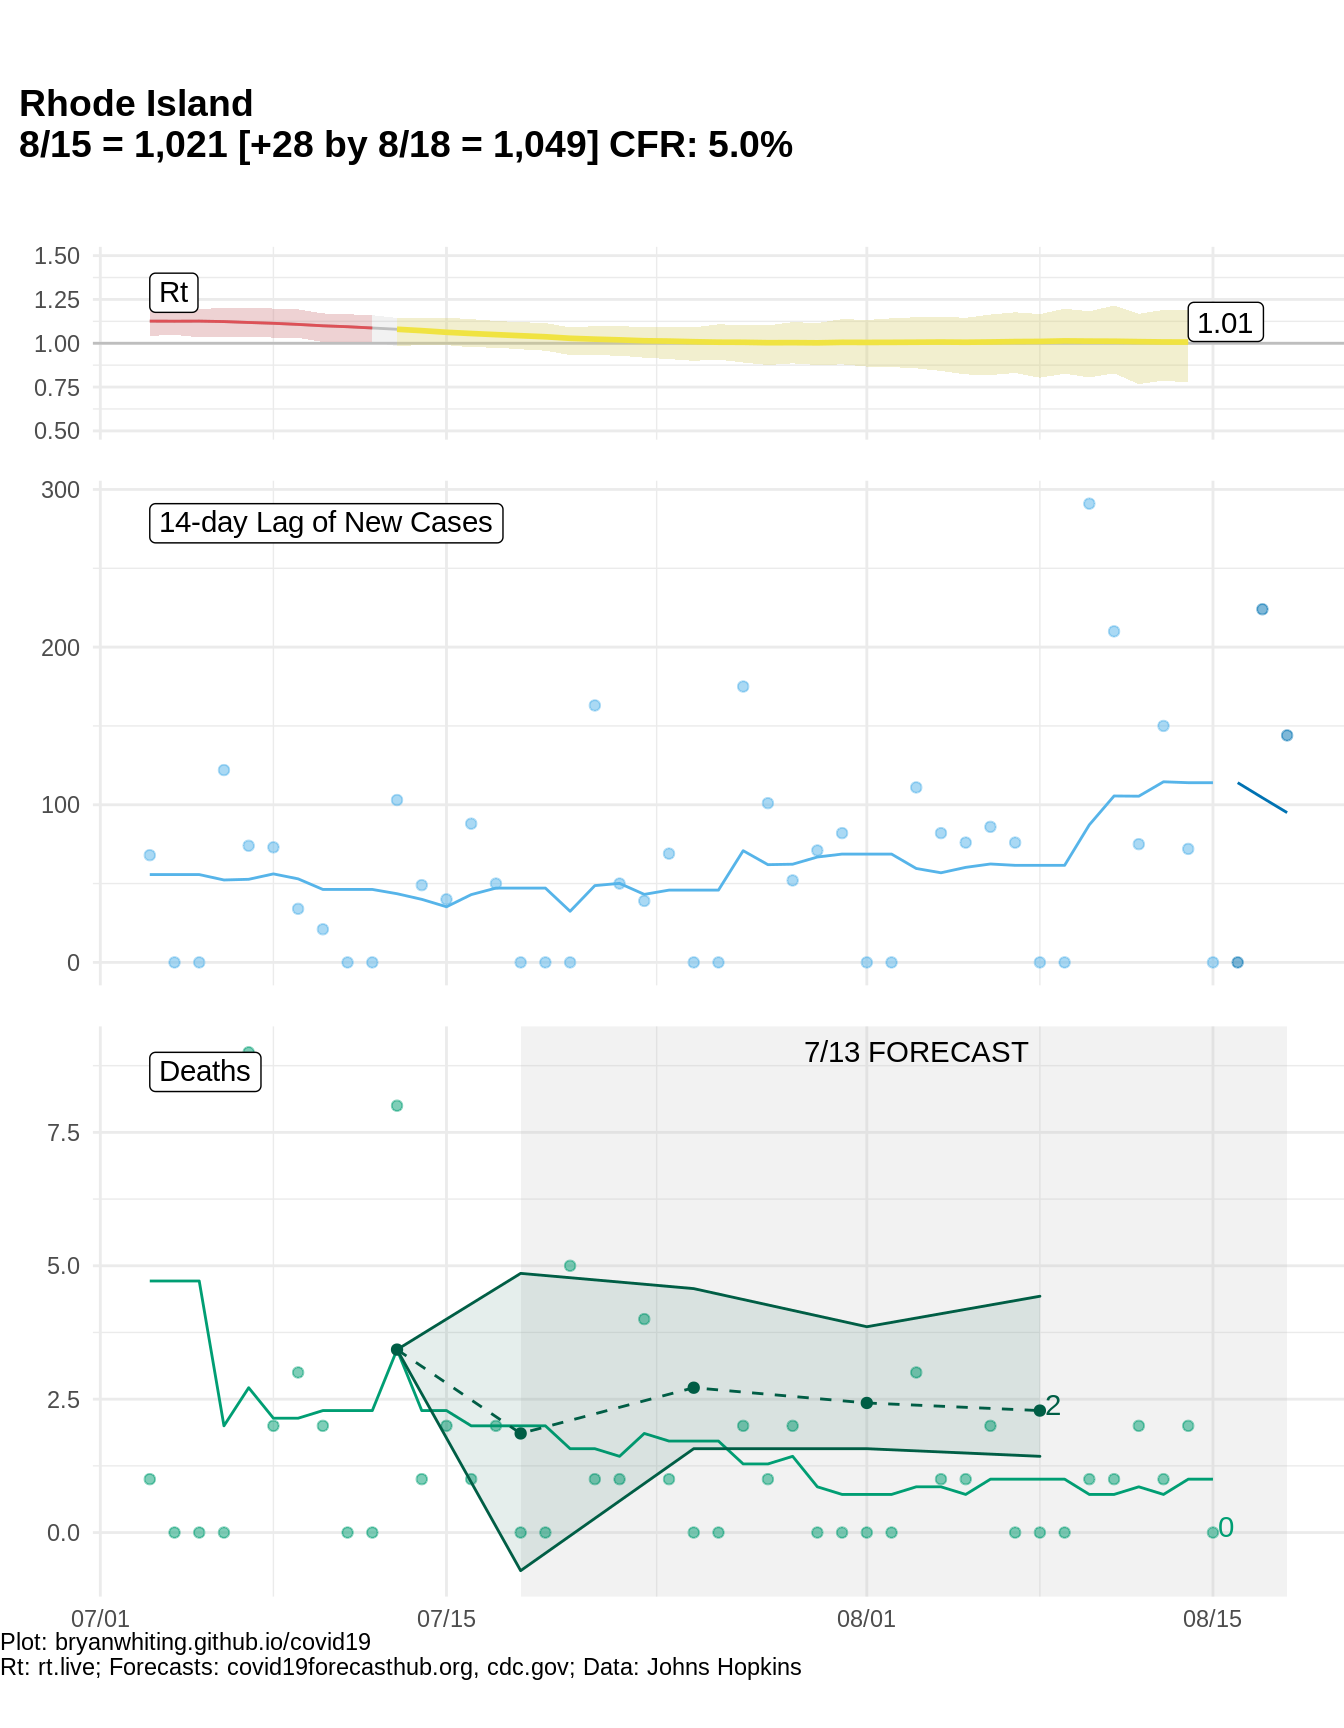 Rhode Island
8/15 = 1,021 [+28 by 8/18 = 1,049] CFR: 5.0%
1.50
1.25
1.00
0.75
0.50
Rt
1.01
300
200
100
0
14-day Lag of New Cases
7.5
5.0
2.5
0.0
Deaths
7/13 FORECAST
2
0
07/01
07/15
08/01
08/15
Plot: bryanwhiting.github.io/covid19
Rt: rt.live; Forecasts: covid19forecasthub.org, cdc.gov; Data: Johns Hopkins